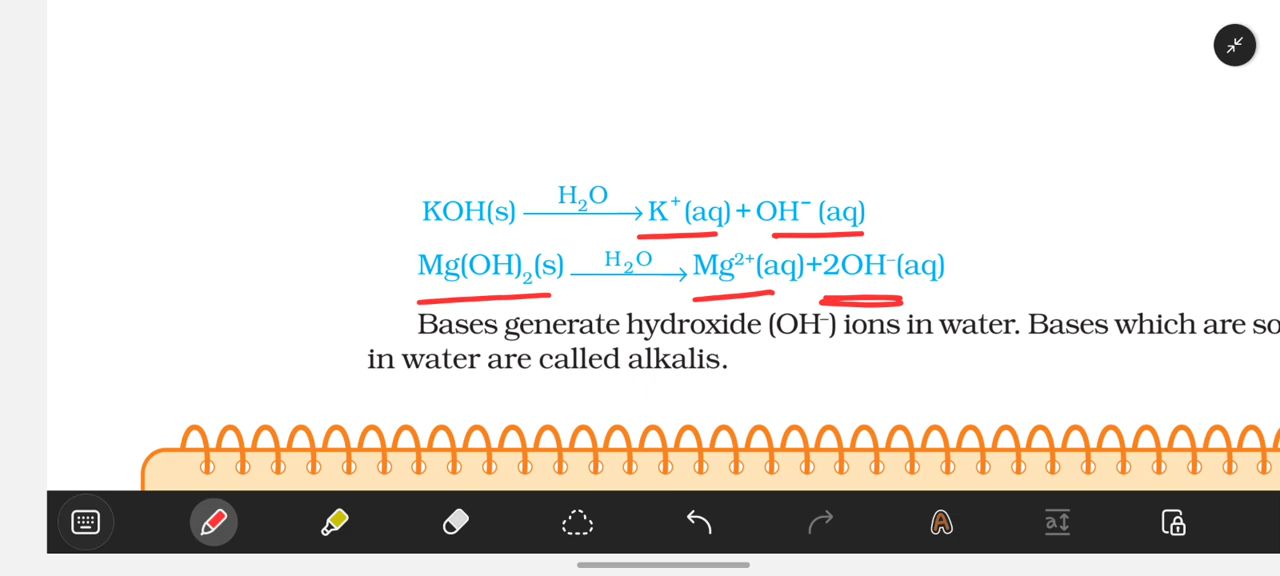 KOH(s) —H₂O→ K⁺(aq) + OH⁻(aq)
Mg(OH)₂(s) —H₂O→ Mg²⁺(aq)+2OH⁻(aq)
Bases generate hydroxide (OH⁻) ions in water. Bases which are so
in water are called alkalis.
A
a